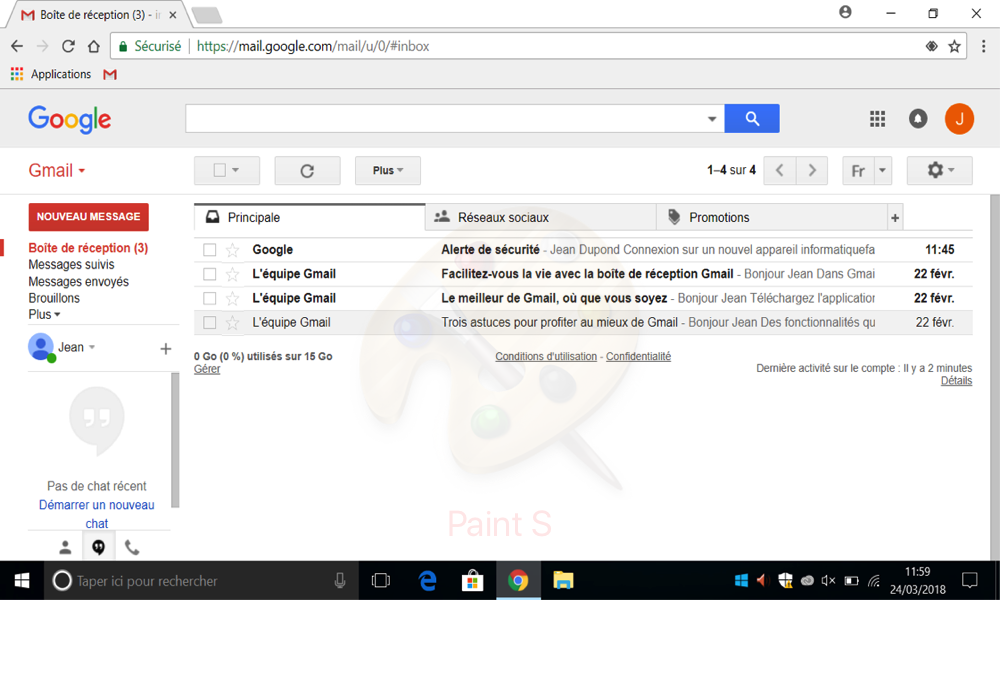 Boîte de réception (3) - in
Sécurisé
https://mail.google.com/mail/u/0/#inbox
Applications
Google
J
Gmail
Plus
1–4 sur 4
Fr
NOUVEAU MESSAGE
Principale
Réseaux sociaux
Promotions
+
Boîte de réception (3)
Messages suivis
Messages envoyés
Brouillons
Plus
Google Alerte de sécurité - Jean Dupond Connexion sur un nouvel appareil informatiquefa 11:45
L'équipe Gmail Facilitez-vous la vie avec la boîte de réception Gmail - Bonjour Jean Dans Gmai 22 févr.
L'équipe Gmail Le meilleur de Gmail, où que vous soyez - Bonjour Jean Téléchargez l'application 22 févr.
L'équipe Gmail Trois astuces pour profiter au mieux de Gmail - Bonjour Jean Des fonctionnalités qu 22 févr.
Jean
+
0 Go (0 %) utilisés sur 15 Go
Gérer
Conditions d'utilisation - Confidentialité
Dernière activité sur le compte : Il y a 2 minutes
Détails
Pas de chat récent
Démarrer un nouveau
chat
Paint S
Taper ici pour rechercher
11:59
24/03/2018